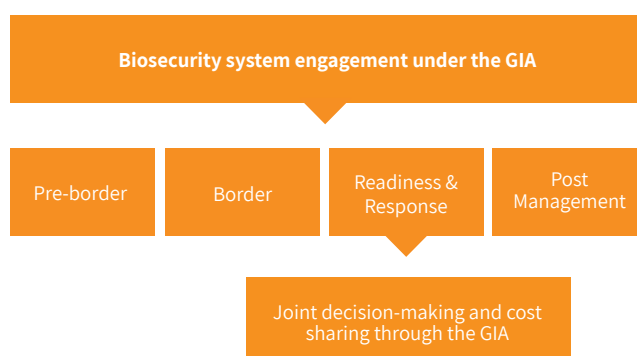 Biosecurity system engagement under the GIA
Pre-border
Border
Readiness &
Response
Post
Management
Joint decision-making and cost
sharing through the GIA